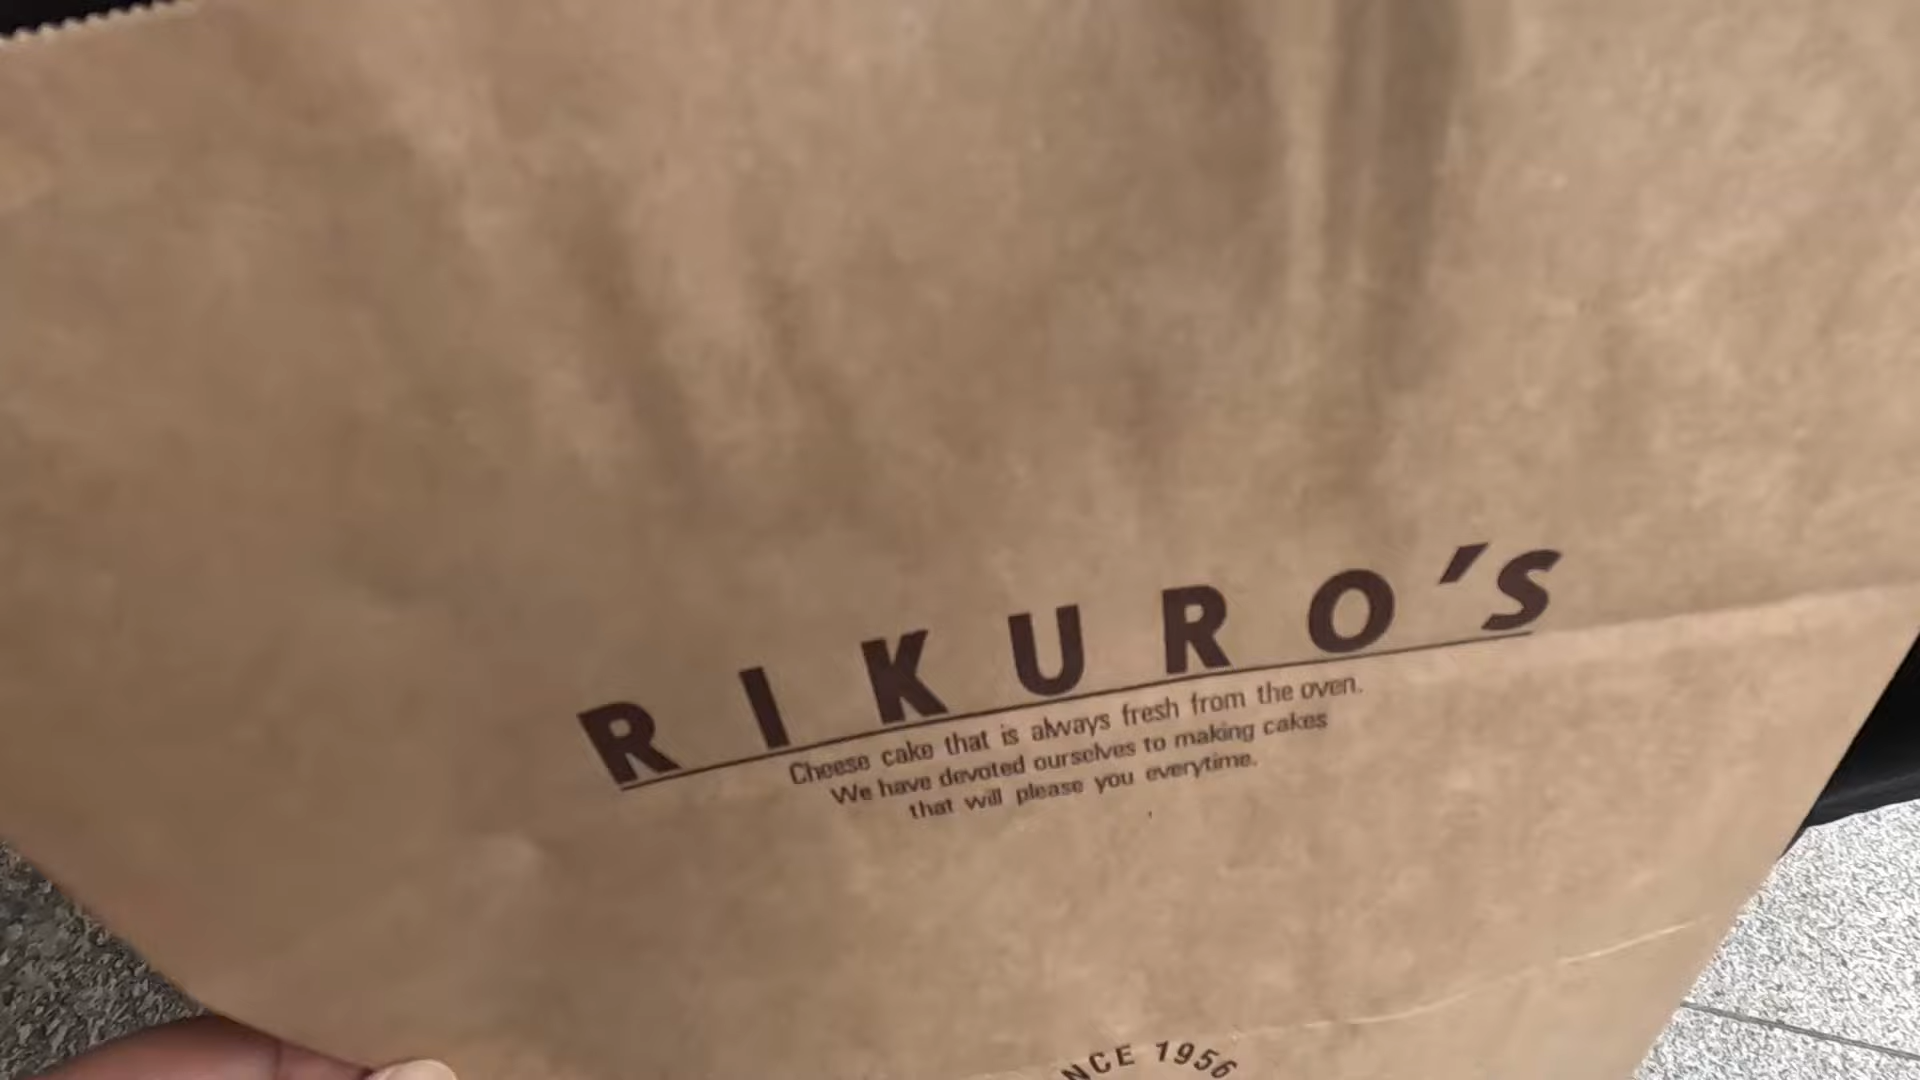 RIKURO'S
Cheese cake that is always fresh from the oven.
We have devoted ourselves to making cakes
that will please you everytime.
NCE 1956